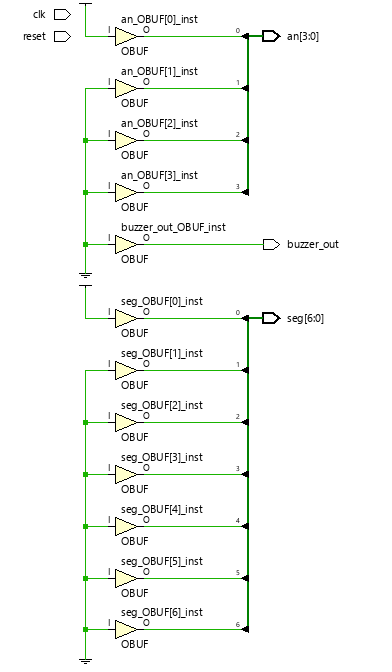 clk
reset
an_OBUF[0]_inst
I O 0
OBUF
an[3:0]
an_OBUF[1]_inst
I O 1
OBUF
an_OBUF[2]_inst
I O 2
OBUF
an_OBUF[3]_inst
I O 3
OBUF
buzzer_out_OBUF_inst
I O
OBUF
buzzer_out
seg_OBUF[0]_inst
I O 0
OBUF
seg[6:0]
seg_OBUF[1]_inst
I O 1
OBUF
seg_OBUF[2]_inst
I O 2
OBUF
seg_OBUF[3]_inst
I O 3
OBUF
seg_OBUF[4]_inst
I O 4
OBUF
seg_OBUF[5]_inst
I O 5
OBUF
seg_OBUF[6]_inst
I O 6
OBUF